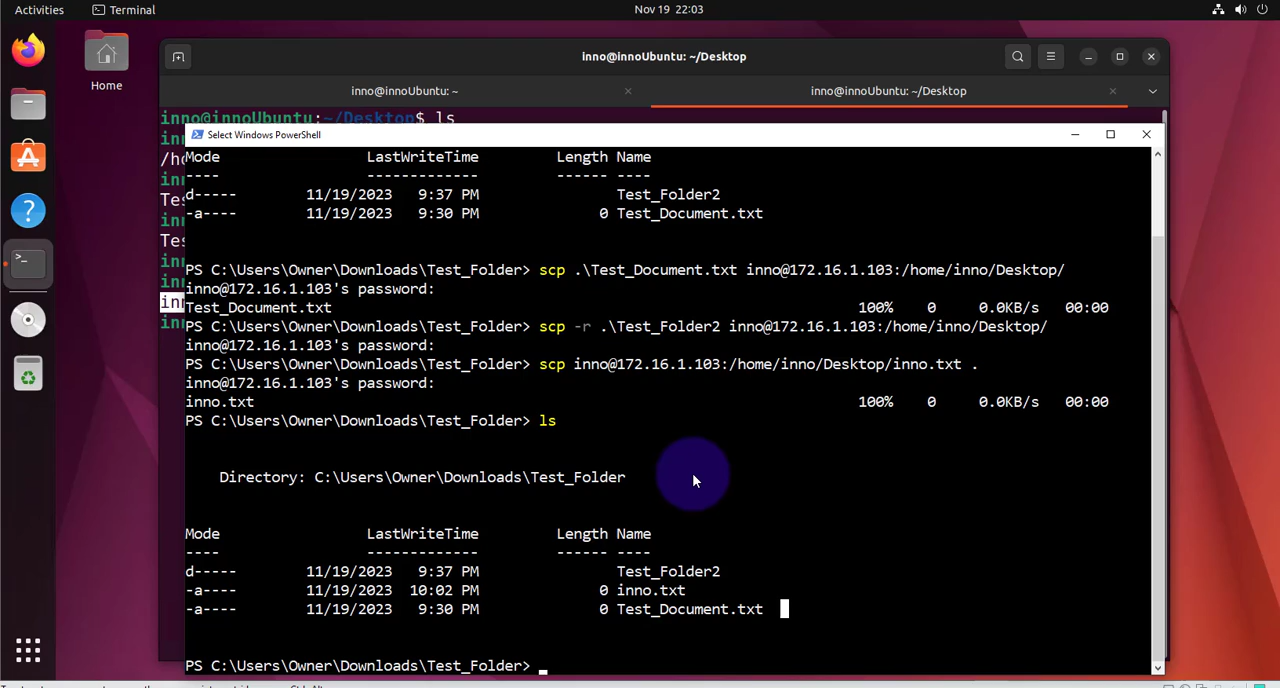 Activities
Terminal
Nov 19 22:03
Home
inno@innoUbuntu: ~/Desktop
inno@innoUbuntu: ~
inno@innoUbuntu: ~/Desktop
inno@innoUbuntu:~/Desktop$ ls
Select Windows PowerShell
Mode LastWriteTime Length Name
---- ------------- ------ ----
d----- 11/19/2023 9:37 PM Test_Folder2
-a---- 11/19/2023 9:30 PM 0 Test_Document.txt
PS C:\Users\Owner\Downloads\Test_Folder> scp .\Test_Document.txt inno@172.16.1.103:/home/inno/Desktop/
inno@172.16.1.103's password:
Test_Document.txt 100% 0 0.0KB/s 00:00
PS C:\Users\Owner\Downloads\Test_Folder> scp -r .\Test_Folder2 inno@172.16.1.103:/home/inno/Desktop/
inno@172.16.1.103's password:
PS C:\Users\Owner\Downloads\Test_Folder> scp inno@172.16.1.103:/home/inno/Desktop/inno.txt .
inno@172.16.1.103's password:
inno.txt 100% 0 0.0KB/s 00:00
PS C:\Users\Owner\Downloads\Test_Folder> ls
Directory: C:\Users\Owner\Downloads\Test_Folder
Mode LastWriteTime Length Name
---- ------------- ------ ----
d----- 11/19/2023 9:37 PM Test_Folder2
-a---- 11/19/2023 10:02 PM 0 inno.txt
-a---- 11/19/2023 9:30 PM 0 Test_Document.txt
PS C:\Users\Owner\Downloads\Test_Folder>